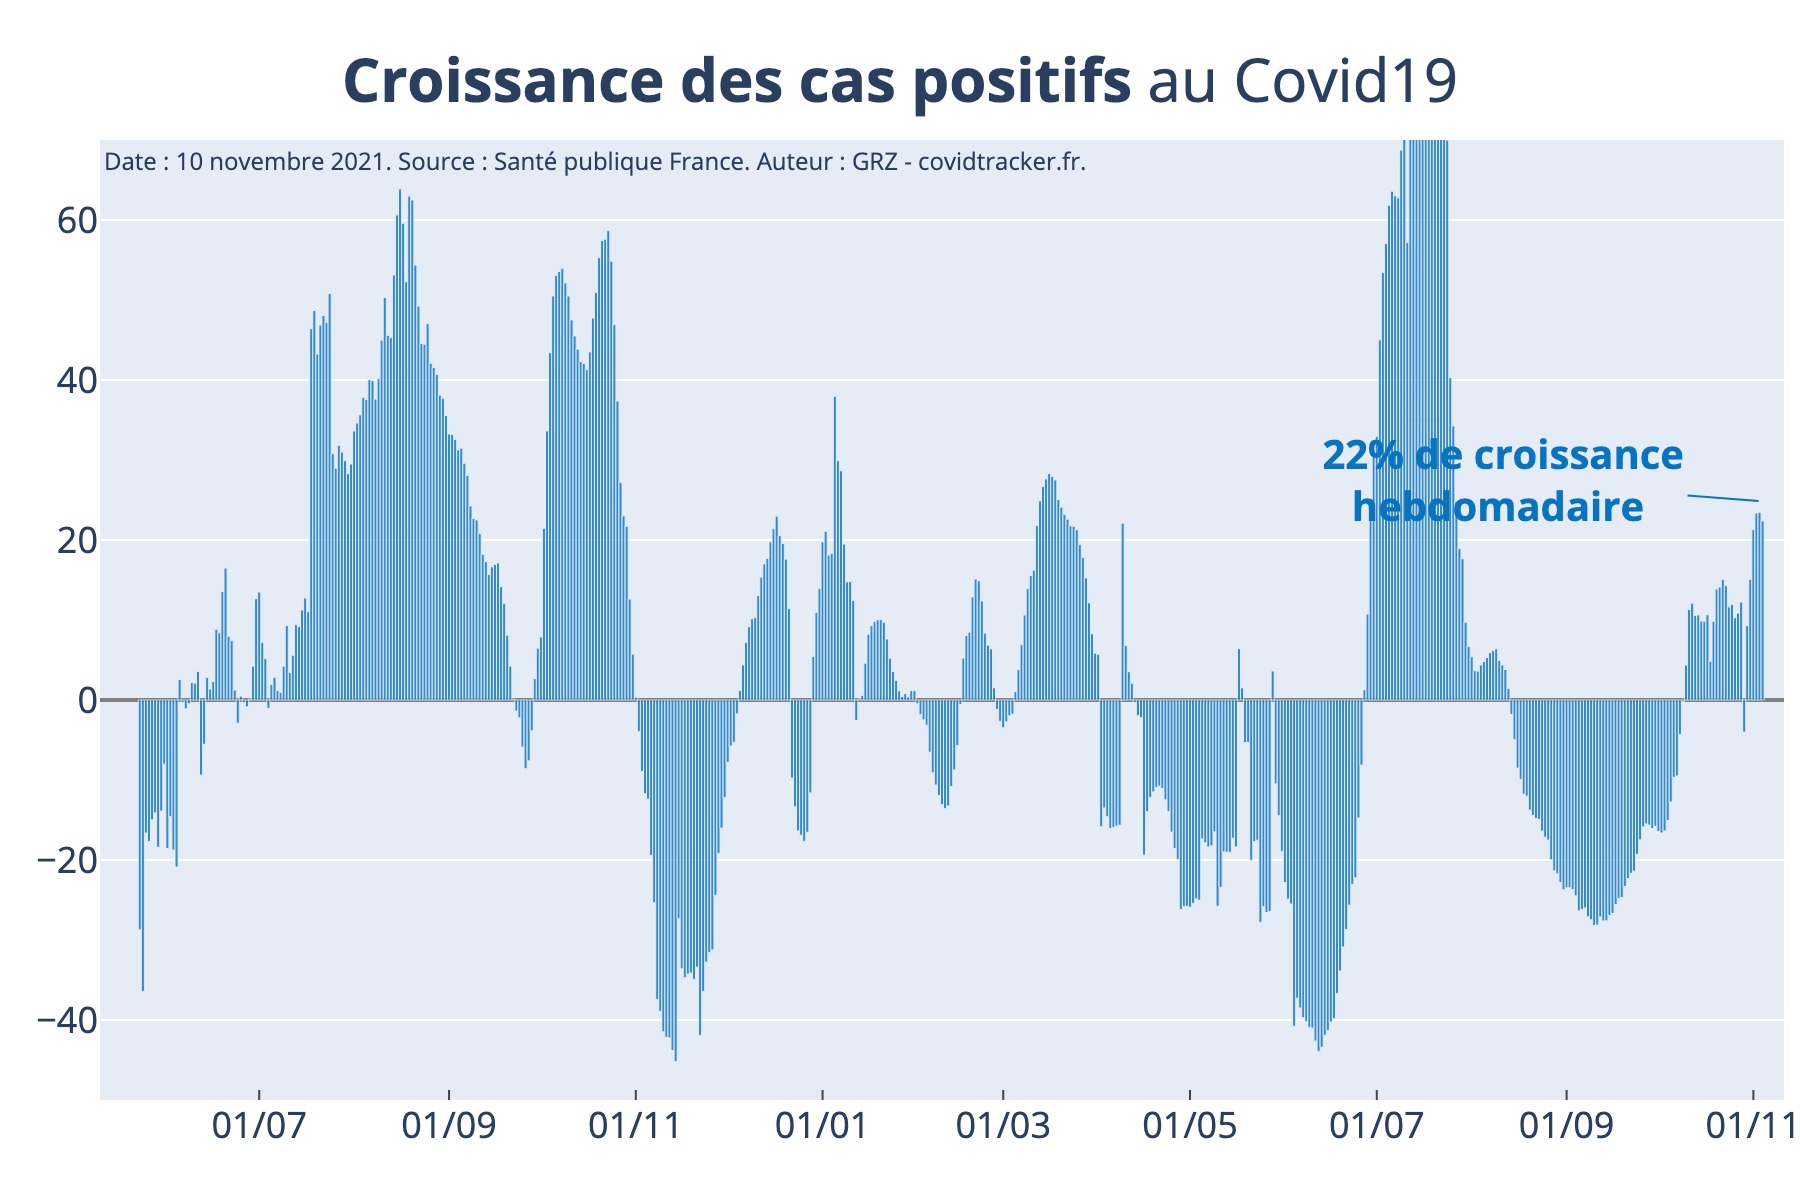 Croissance des cas positifs au Covid19
Date : 10 novembre 2021. Source : Santé publique France. Auteur : GRZ - covidtracker.fr.
60
40
22% de croissance
hebdomadaire
20
0
−20
−40
01/07 01/09 01/11 01/01 01/03 01/05 01/07 01/09 01/11